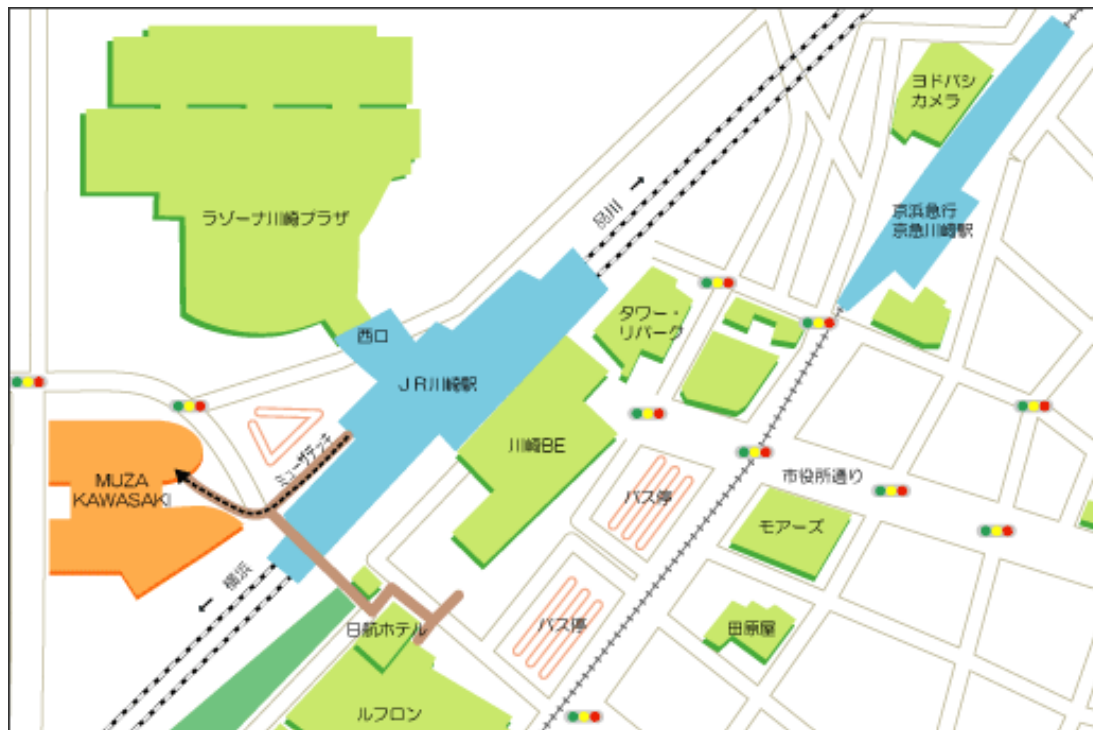 ヨドバシ
カメラ
ラゾーナ川崎プラザ
品川
京浜急行
京急川崎駅
タワー・
リバーク
西口
JR川崎駅
川崎BE
ミューザデッキ
MUZA
KAWASAKI
市役所通り
バス停
モアーズ
横浜
バス停
日航ホテル
田原屋
ルフロン